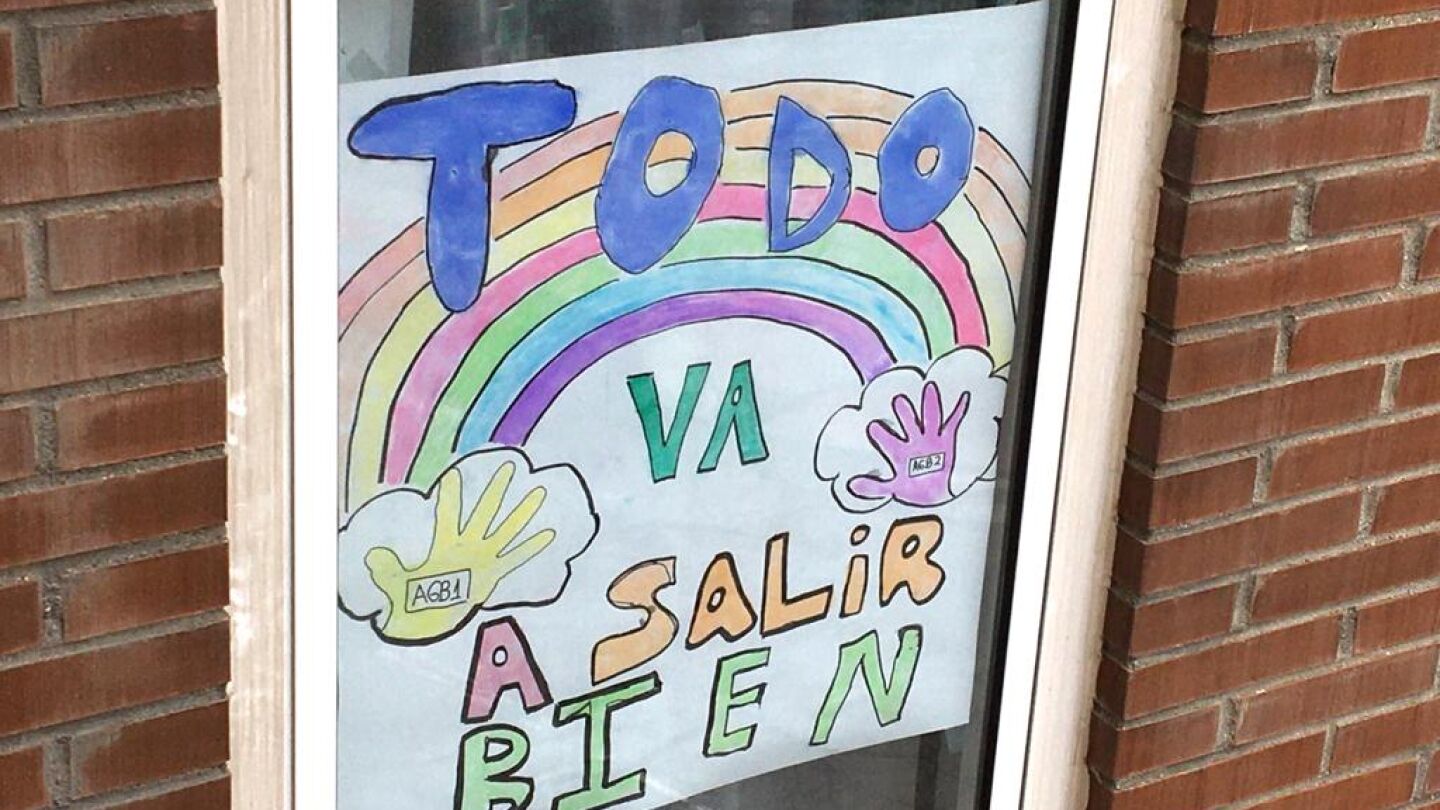 TODO
VA
AGB2
AGB1
A SALIR
BIEN